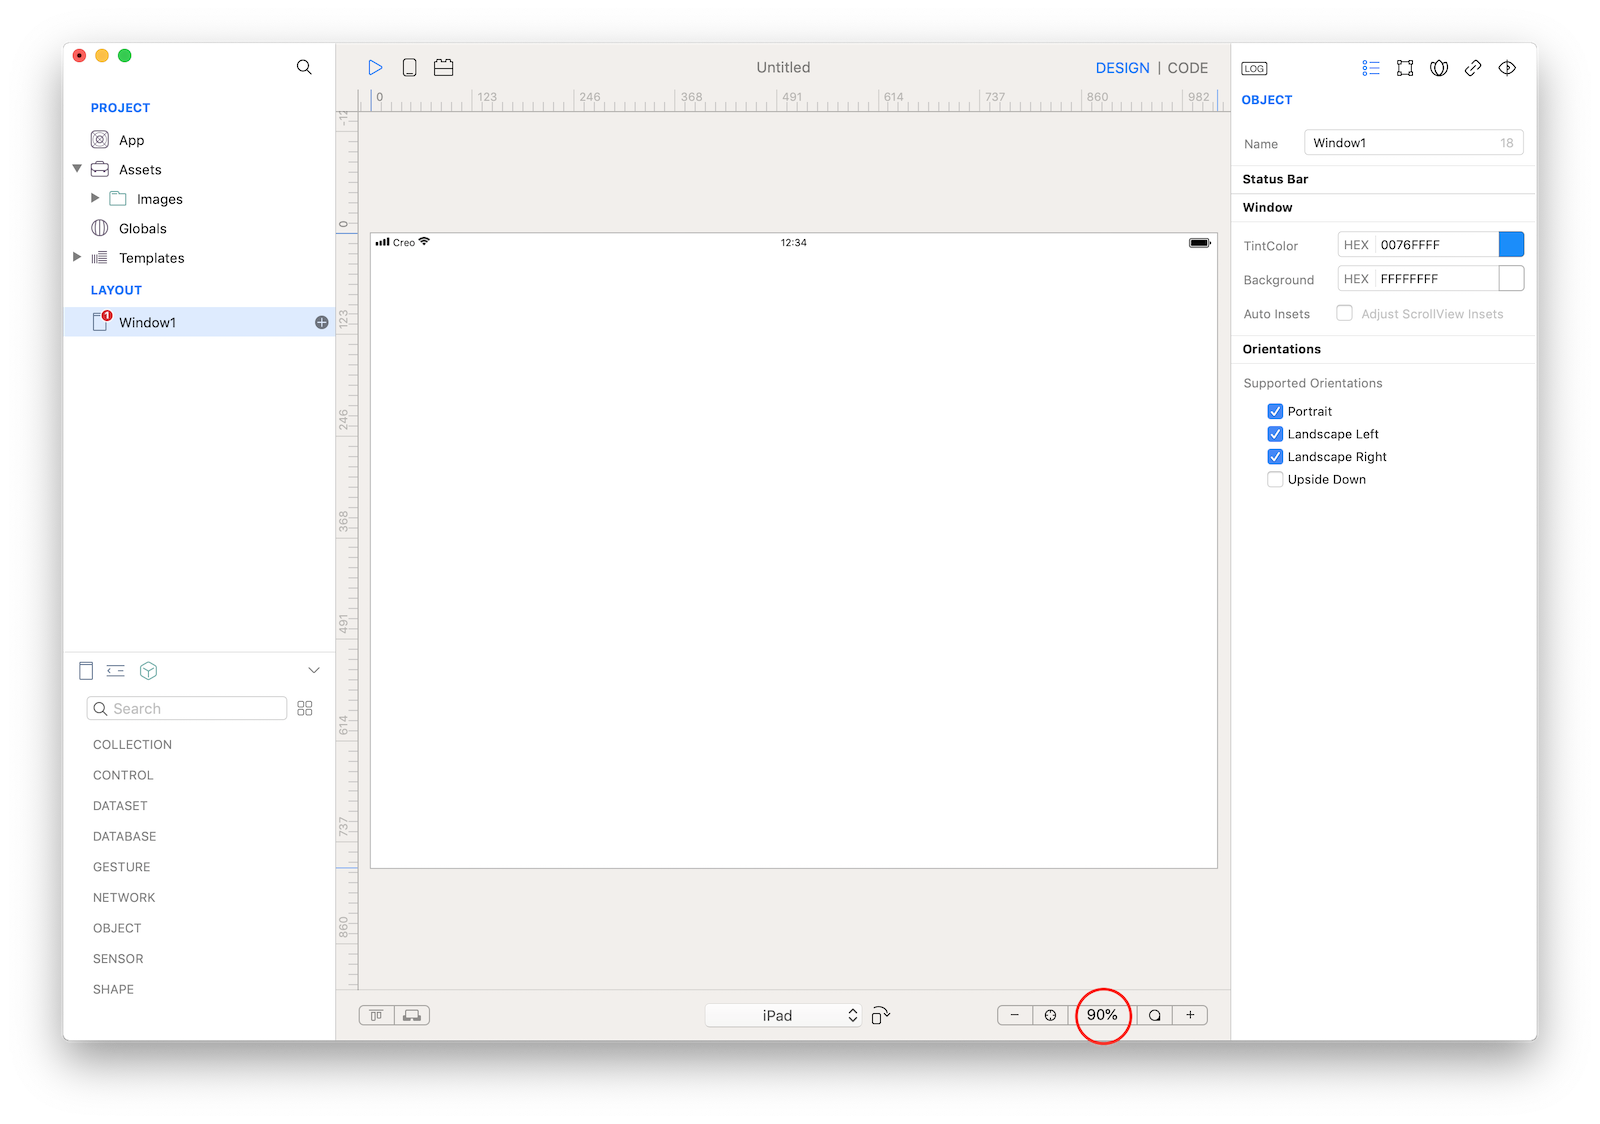 Untitled
DESIGN | CODE
LOG
PROJECT
App
Assets
Images
Globals
Templates
LAYOUT
1
Window1
Search
COLLECTION
CONTROL
DATASET
DATABASE
GESTURE
NETWORK
OBJECT
SENSOR
SHAPE
0 123 246 368 491 614 737 860 982
-12
0
123
246
368
491
614
737
860
Creo 12:34
iPad
90%
OBJECT
Name Window1 18
Status Bar
Window
TintColor HEX 0076FFFF
Background HEX FFFFFFFF
Auto Insets Adjust ScrollView Insets
Orientations
Supported Orientations
Portrait
Landscape Left
Landscape Right
Upside Down